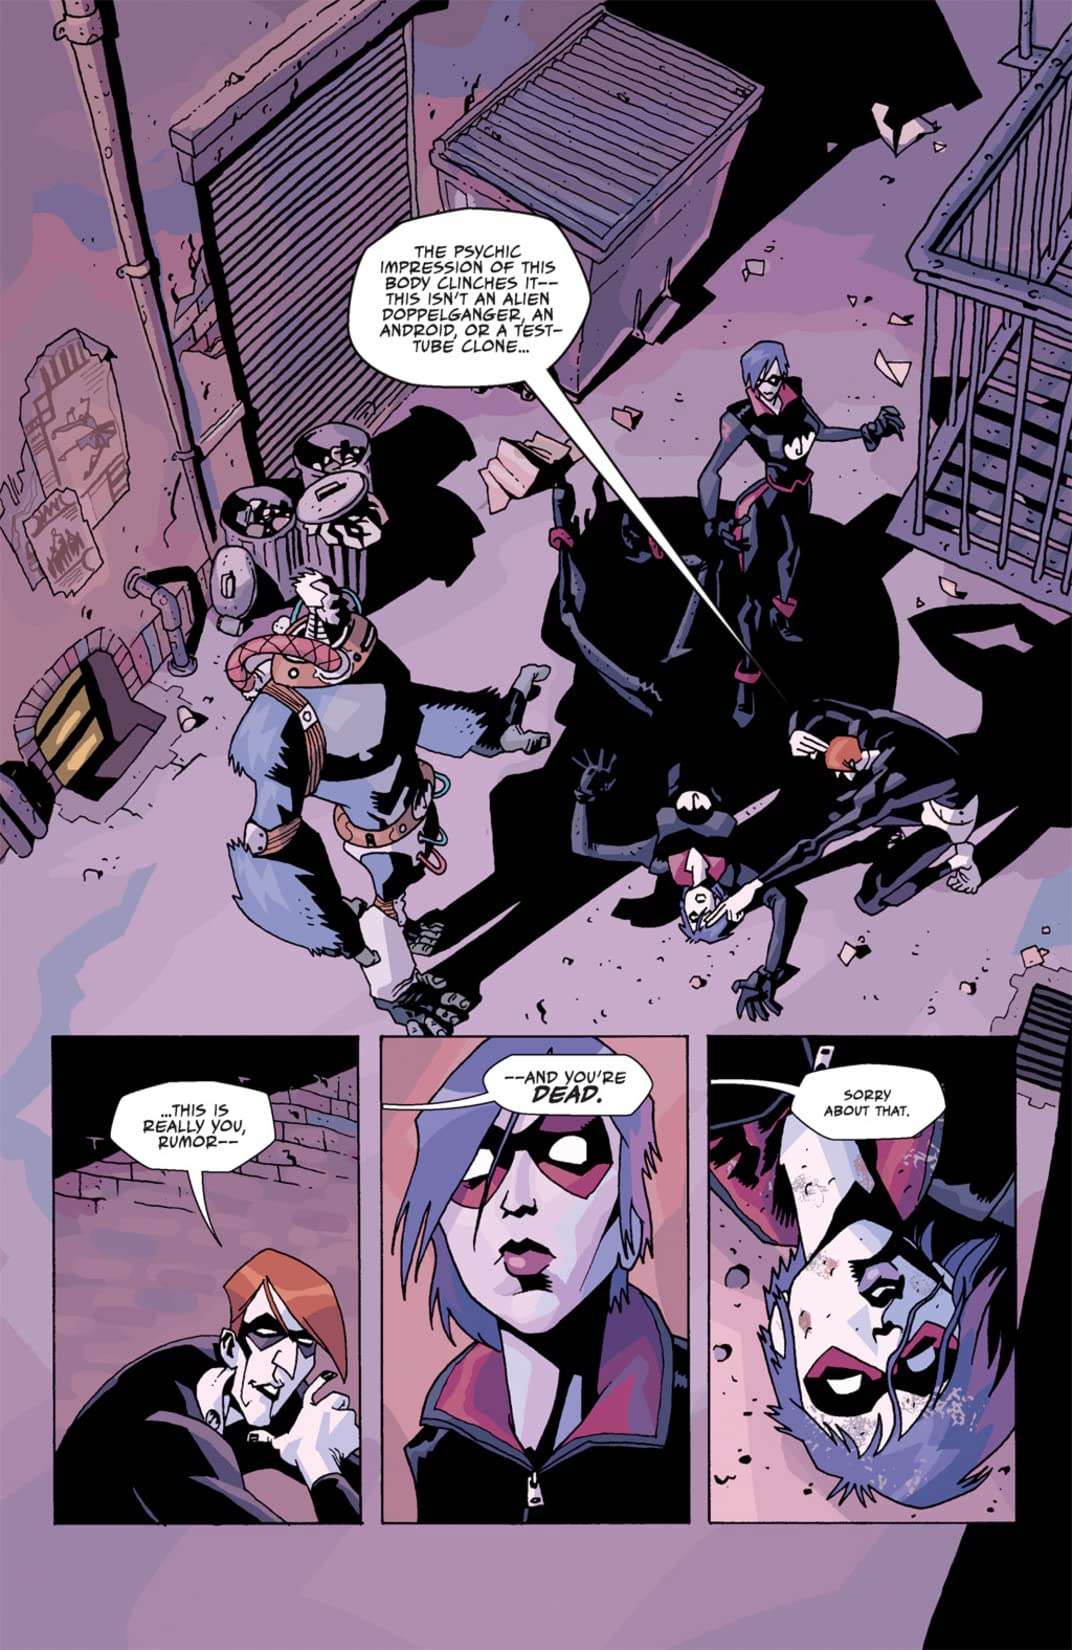 THE PSYCHIC
IMPRESSION OF THIS
BODY CLINCHES IT--
THIS ISN'T AN ALIEN
DOPPELGANGER, AN
ANDROID, OR A TEST-
TUBE CLONE...
...THIS IS
REALLY YOU,
RUMOR--
--AND YOU'RE
DEAD.
SORRY
ABOUT THAT.